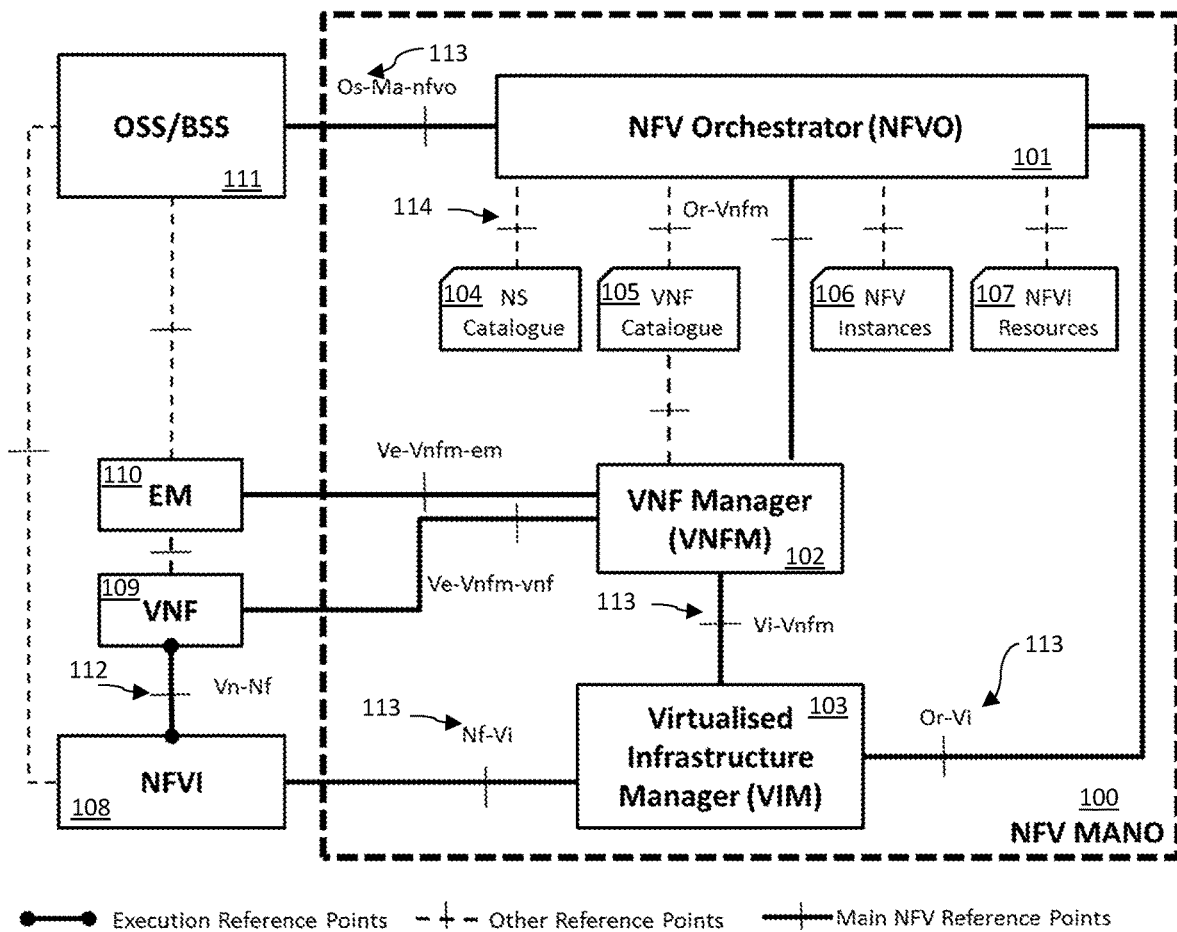 113
Os-Ma-nfvo
OSS/BSS
111
NFV Orchestrator (NFVO)
101
114
Or-Vnfm
104 NS
Catalogue
105 VNF
Catalogue
106 NFV
Instances
107 NFVI
Resources
Ve-Vnfm-em
110
EM
VNF Manager
(VNFM)
102
109
VNF
Ve-Vnfm-vnf
113
Vi-Vnfm
113
112
Vn-Nf
113
Nf-Vi
Virtualised
Infrastructure
Manager (VIM)
103
Or-Vi
NFVI
108
100
NFV MANO
Execution Reference Points
Other Reference Points
Main NFV Reference Points